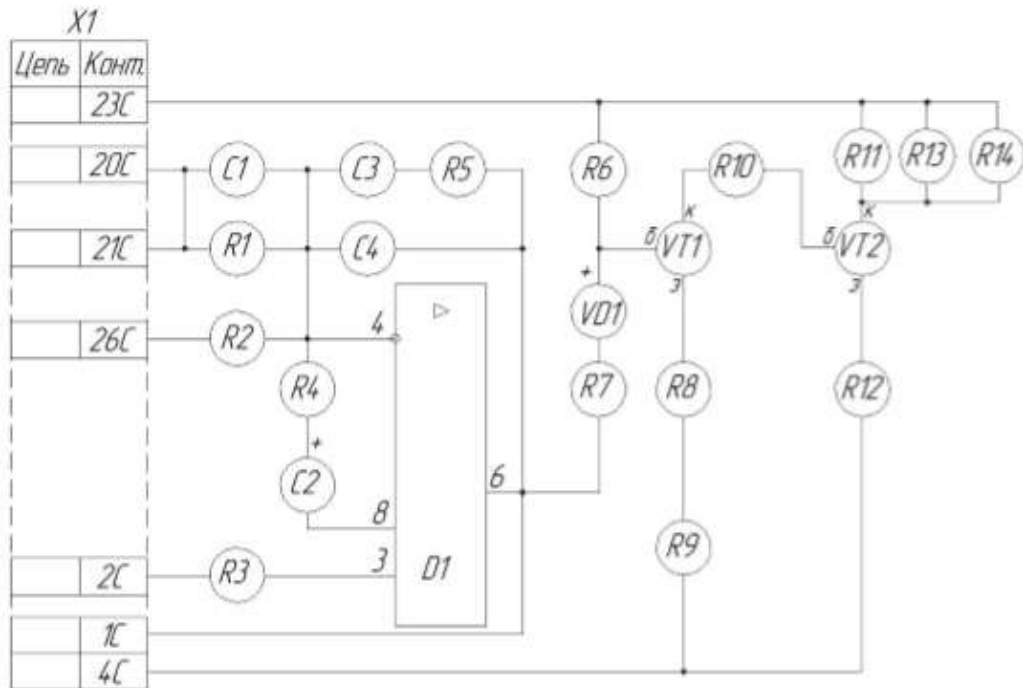 X1
Цепь Конт.
23С
20С C1 C3 R5 R6 R10 R11 R13 R14
21С R1 C4 + б VT1 к э б VT2 к э
26С R2 4 ▷ VD1
R4 R7 R8 R12
+
C2 6
8 R9
2С R3 3 D1
1С
4С